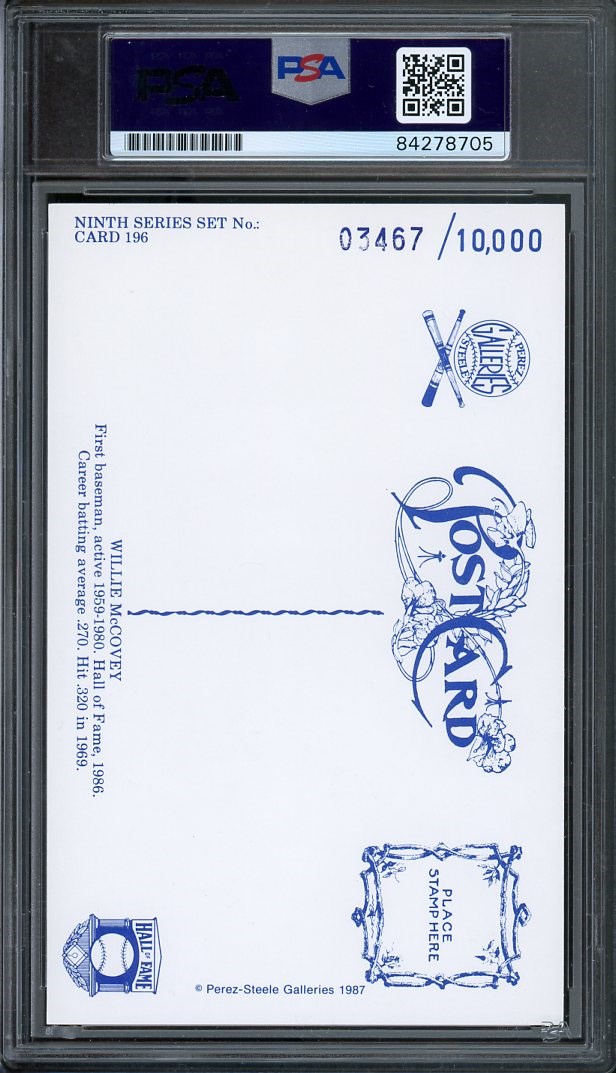 PSA
PSA
84278705
NINTH SERIES SET No.:
CARD 196
03467 /10,000
PEREZ
GALLERIES
STEELE
POSTCARD
WILLIE McCOVEY
First baseman, active 1959-1980. Hall of Fame, 1986.
Career batting average .270. Hit .320 in 1969.
PLACE
STAMP HERE
HALL OF FAME
© Perez-Steele Galleries 1987